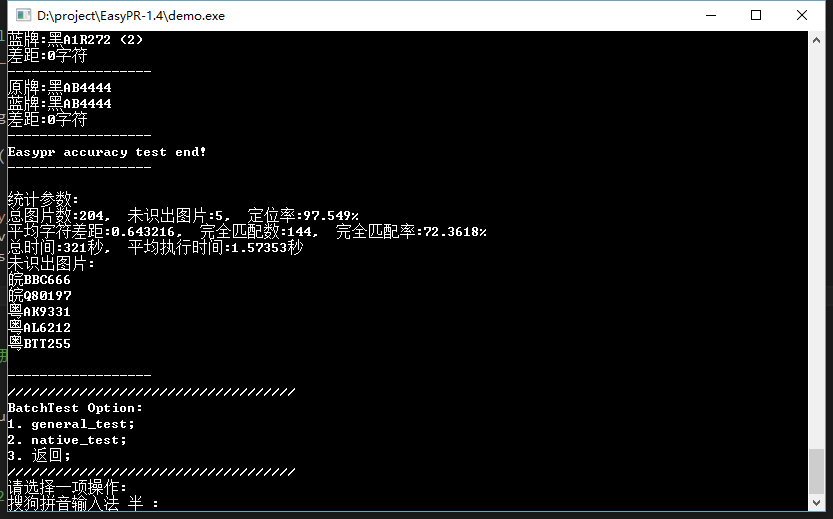 D:\project\EasyPR-1.4\demo.exe
蓝牌:黑A1R272 (2)
差距:0字符
------------------
原牌:黑AB4444
蓝牌:黑AB4444
差距:0字符
------------------
Easypr accuracy test end!
------------------
统计参数:
总图片数:204, 未识出图片:5, 定位率:97.549%
平均字符差距:0.643216, 完全匹配数:144, 完全匹配率:72.3618%
总时间:321秒, 平均执行时间:1.57353秒
未识出图片:
皖BBC666
皖Q80197
粤AK9331
粤AL6212
粤BTT255
------------------
////////////////////////////////////
BatchTest Option:
1. general_test;
2. native_test;
3. 返回;
////////////////////////////////////
请选择一项操作:
搜狗拼音输入法 半 :